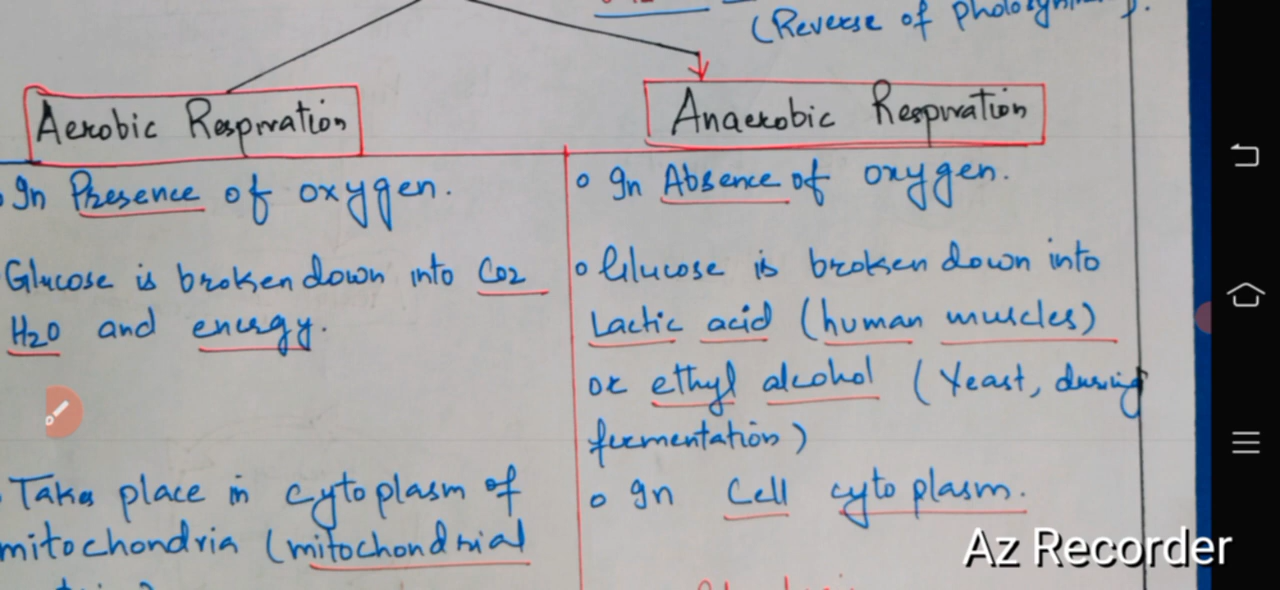 (Reverse of
Aerobic Respiration
Anaerobic Respiration
In Presence of oxygen.
In Absence of oxygen.
Glucose is broken down into CO2
H2O and energy.
Glucose is broken down into
Lactic acid (human muscles)
or ethyl alcohol (Yeast, during
fermentation)
Takes place in cytoplasm of
mitochondria (mitochondrial
In Cell cytoplasm.
Az Recorder